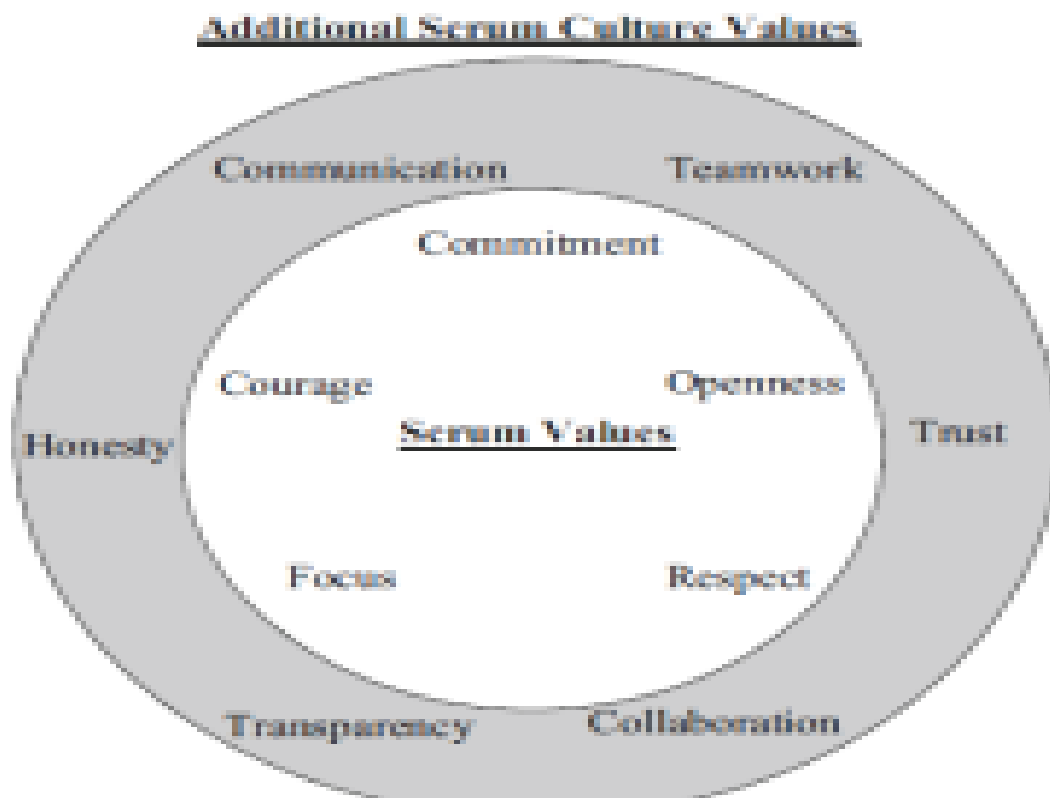 Additional Scrum Culture Values
Communication Teamwork
Commitment
Courage Openness
Scrum Values
Honesty Trust
Focus Respect
Transparency Collaboration